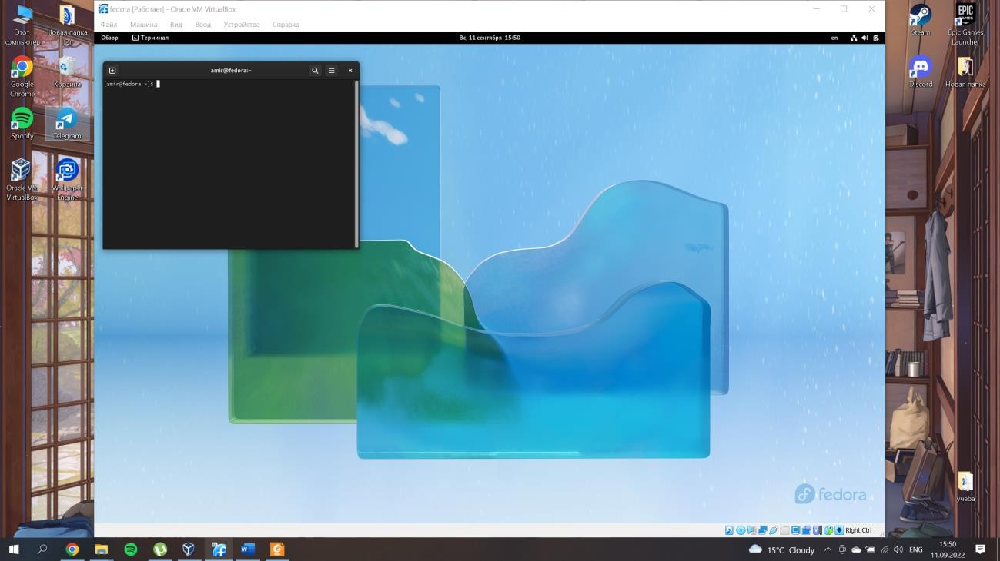 Этот
компьютер
Новая папка
(2)
Google
Chrome
Корзина
Spotify
Telegram
Oracle VM
VirtualBox
Wallpaper
Engine
fedora [Работает] - Oracle VM VirtualBox
Файл Машина Вид Ввод Устройства Справка
Обзор Терминал Вс, 11 сентября 15:50 en
amir@fedora:~
[amir@fedora ~]$
fedora
Right Ctrl
Steam
EPIC
GAMES
Epic Games
Launcher
Discord
Новая папка
учеба
15°C Cloudy
ENG
15:50
11.09.2022